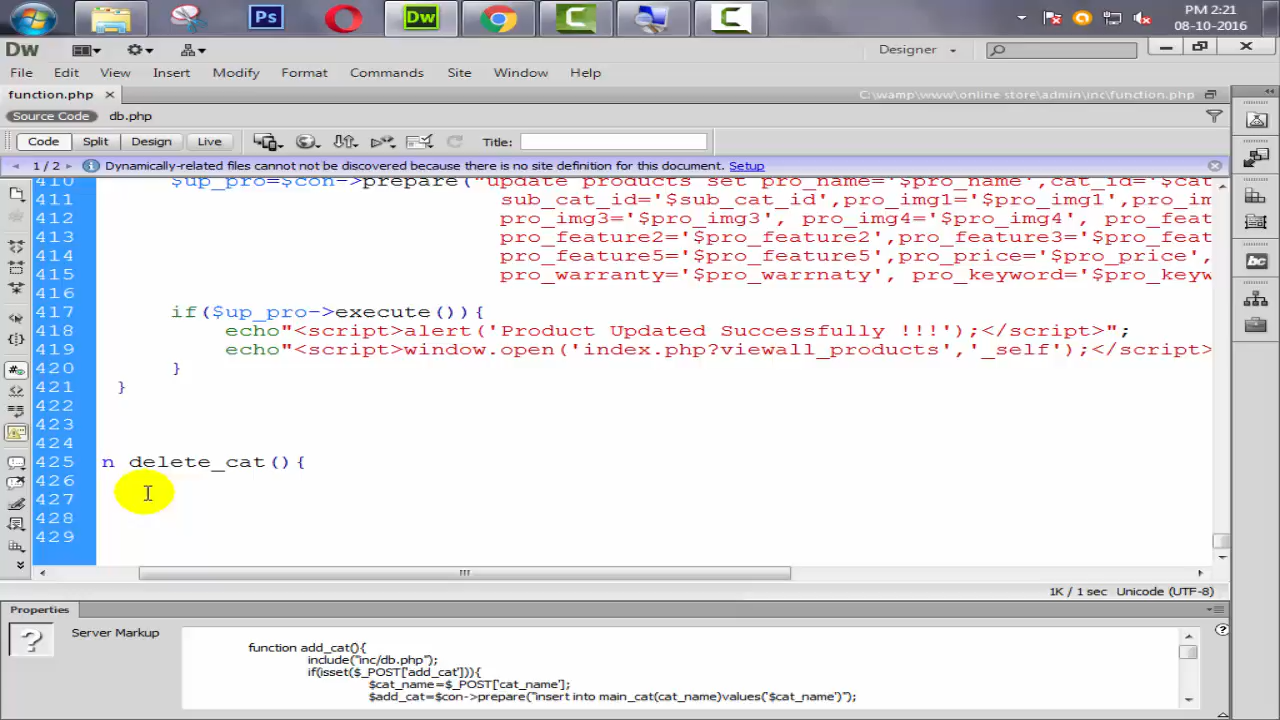 Ps
Dw
PM 2:21
08-10-2016
Dw
Designer
File Edit View Insert Modify Format Commands Site Window Help
function.php
C:\wamp\www\online store\admin\inc\function.php
Source Code db.php
Code Split Design Live Title:
1 / 2 Dynamically-related files cannot not be discovered because there is no site definition for this document. Setup
410 $up_pro=$con->prepare("update products set pro_name='$pro_name',cat_id='$cat
411 sub_cat_id='$sub_cat_id',pro_img1='$pro_img1',pro_im
412 pro_img3='$pro_img3', pro_img4='$pro_img4', pro_feat
413 pro_feature2='$pro_feature2',pro_feature3='$pro_feat
414 pro_feature5='$pro_feature5',pro_price='$pro_price',
415 pro_warranty='$pro_warrnaty', pro_keyword='$pro_keyw
416
417 if($up_pro->execute()){
418 echo"<script>alert('Product Updated Successfully !!!');</script>";
419 echo"<script>window.open('index.php?viewall_products','_self');</script>
420 }
421 }
422
423
424
425 n delete_cat(){
426
427
428
429
1K / 1 sec Unicode (UTF-8)
Properties
Server Markup
function add_cat(){
include("inc/db.php");
if(isset($_POST['add_cat'])){
$cat_name=$_POST['cat_name'];
$add_cat=$con->prepare("insert into main_cat(cat_name)values('$cat_name')");
bc